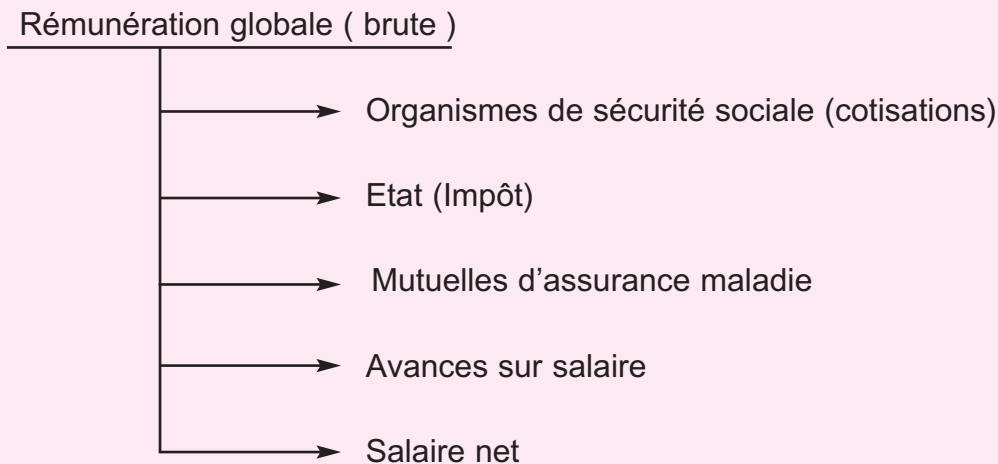 Rémunération globale ( brute )
Organismes de sécurité sociale (cotisations)
Etat (Impôt)
Mutuelles d’assurance maladie
Avances sur salaire
Salaire net